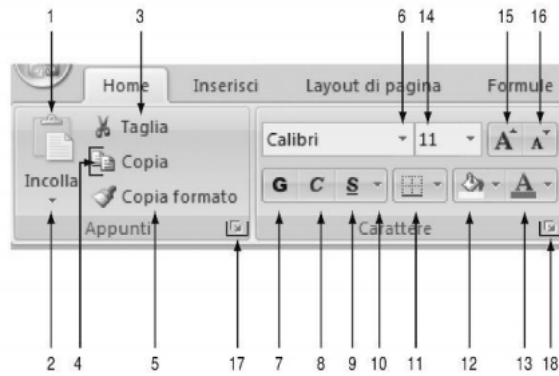 1 3 6 14 15 16
Home Inserisci Layout di pagina Formule
Taglia
Calibri 11 A A
Copia
Incolla
G C S A
Copia formato
Appunti Carattere
2 4 5 17 7 8 9 10 11 12 13 18